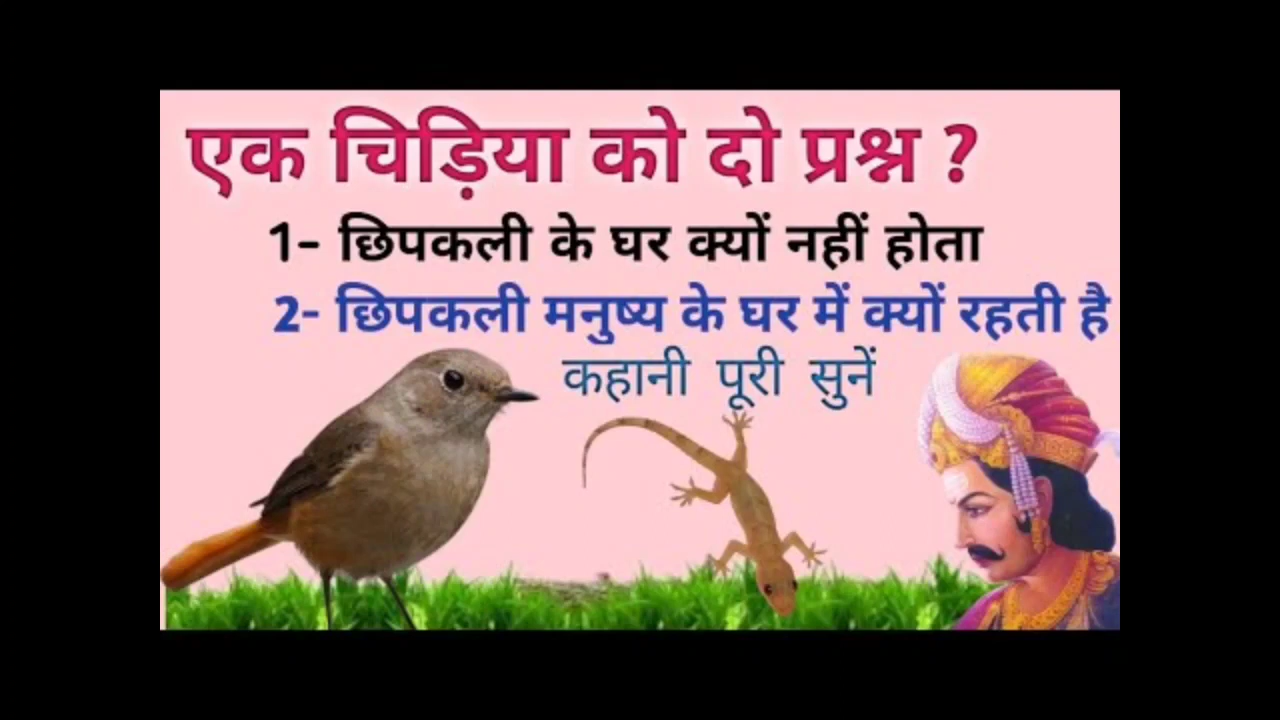 एक चिड़िया को दो प्रश्न ?
1- छिपकली के घर क्यों नहीं होता
2- छिपकली मनुष्य के घर में क्यों रहती है
कहानी पूरी सुनें